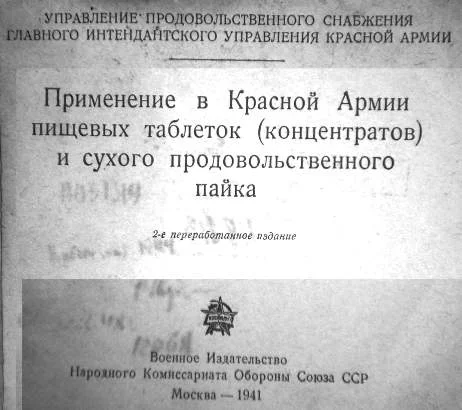 УПРАВЛЕНИЕ ПРОДОВОЛЬСТВЕННОГО СНАБЖЕНИЯ
ГЛАВНОГО ИНТЕНДАНТСКОГО УПРАВЛЕНИЯ КРАСНОЙ АРМИИ
Применение в Красной Армии
пищевых таблеток (концентратов)
и сухого продовольственного
пайка
2-е переработанное издание
Военное Издательство
Народного Комиссариата Обороны Союза ССР
Москва — 1941